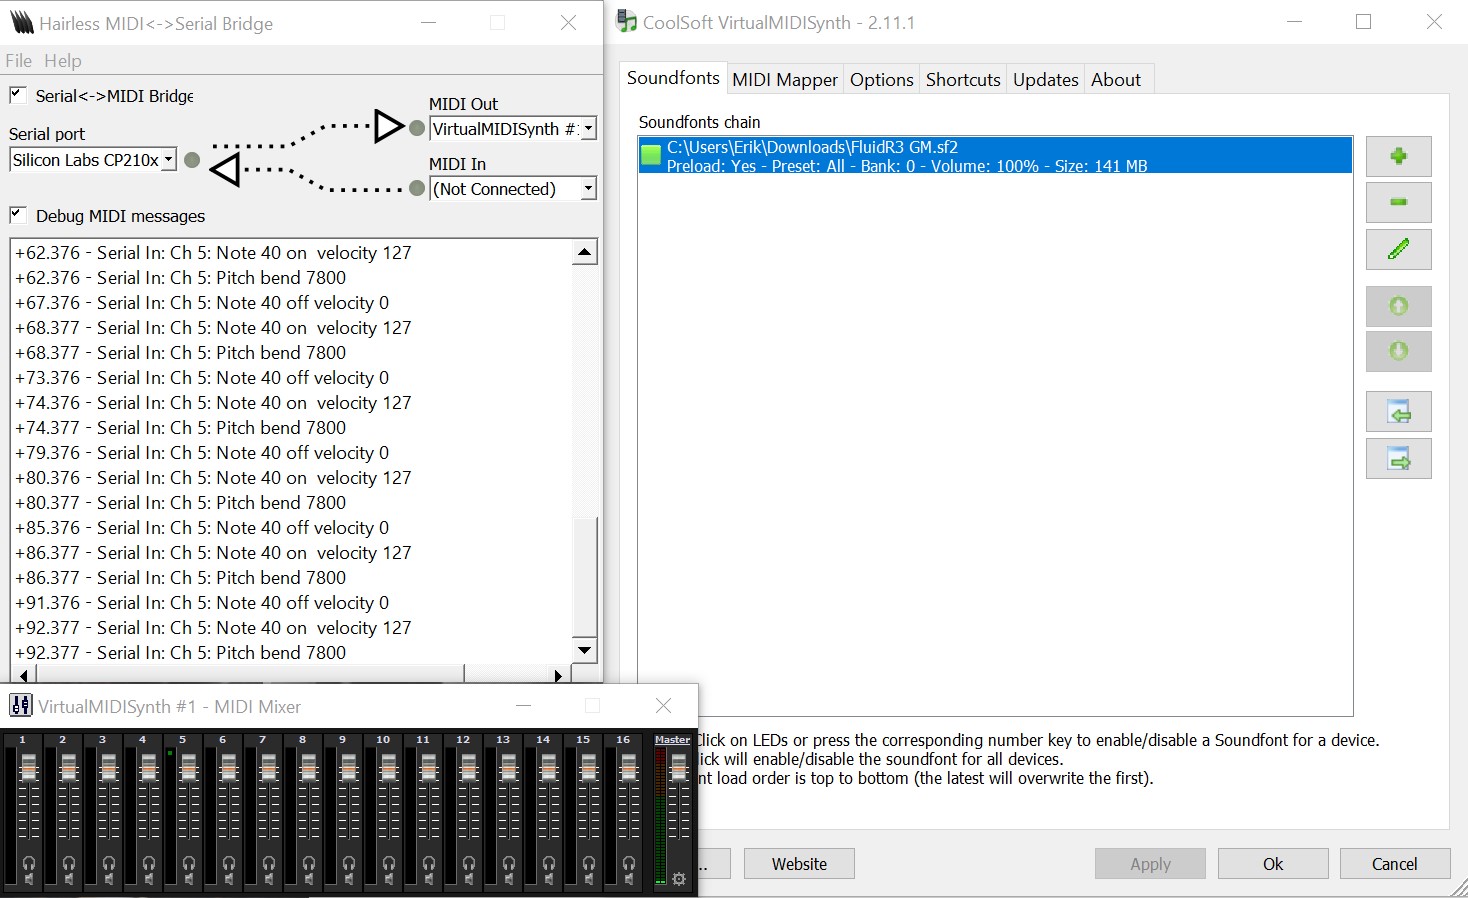 Hairless MIDI<->Serial Bridge
File Help
Serial<->MIDI Bridge
Serial port
Silicon Labs CP210x
MIDI Out
VirtualMIDISynth #
MIDI In
(Not Connected)
Debug MIDI messages
+62.376 - Serial In: Ch 5: Note 40 on  velocity 127
+62.376 - Serial In: Ch 5: Pitch bend 7800
+67.376 - Serial In: Ch 5: Note 40 off velocity 0
+68.377 - Serial In: Ch 5: Note 40 on  velocity 127
+68.377 - Serial In: Ch 5: Pitch bend 7800
+73.376 - Serial In: Ch 5: Note 40 off velocity 0
+74.376 - Serial In: Ch 5: Note 40 on  velocity 127
+74.377 - Serial In: Ch 5: Pitch bend 7800
+79.376 - Serial In: Ch 5: Note 40 off velocity 0
+80.376 - Serial In: Ch 5: Note 40 on  velocity 127
+80.377 - Serial In: Ch 5: Pitch bend 7800
+85.376 - Serial In: Ch 5: Note 40 off velocity 0
+86.377 - Serial In: Ch 5: Note 40 on  velocity 127
+86.377 - Serial In: Ch 5: Pitch bend 7800
+91.376 - Serial In: Ch 5: Note 40 off velocity 0
+92.377 - Serial In: Ch 5: Note 40 on  velocity 127
+92.377 - Serial In: Ch 5: Pitch bend 7800
VirtualMIDISynth #1 - MIDI Mixer
1 2 3 4 5 6 7 8 9 10 11 12 13 14 15 16 Master
CoolSoft VirtualMIDISynth - 2.11.1
Soundfonts MIDI Mapper Options Shortcuts Updates About
Soundfonts chain
C:\Users\Erik\Downloads\FluidR3 GM.sf2
Preload: Yes - Preset: All - Bank: 0 - Volume: 100% - Size: 141 MB
Click on LEDs or press the corresponding number key to enable/disable a Soundfont for a device.
ick will enable/disable the soundfont for all devices.
nt load order is top to bottom (the latest will overwrite the first).
.. Website Apply Ok Cancel